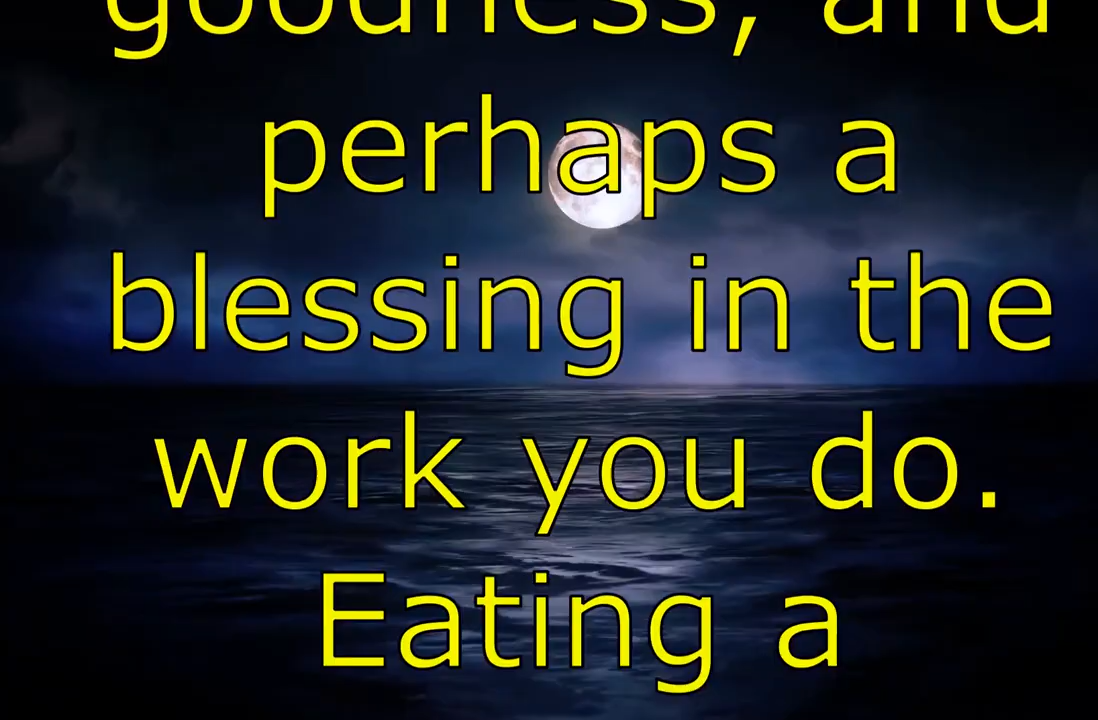 goodness, and
perhaps a
blessing in the
work you do.
Eating a